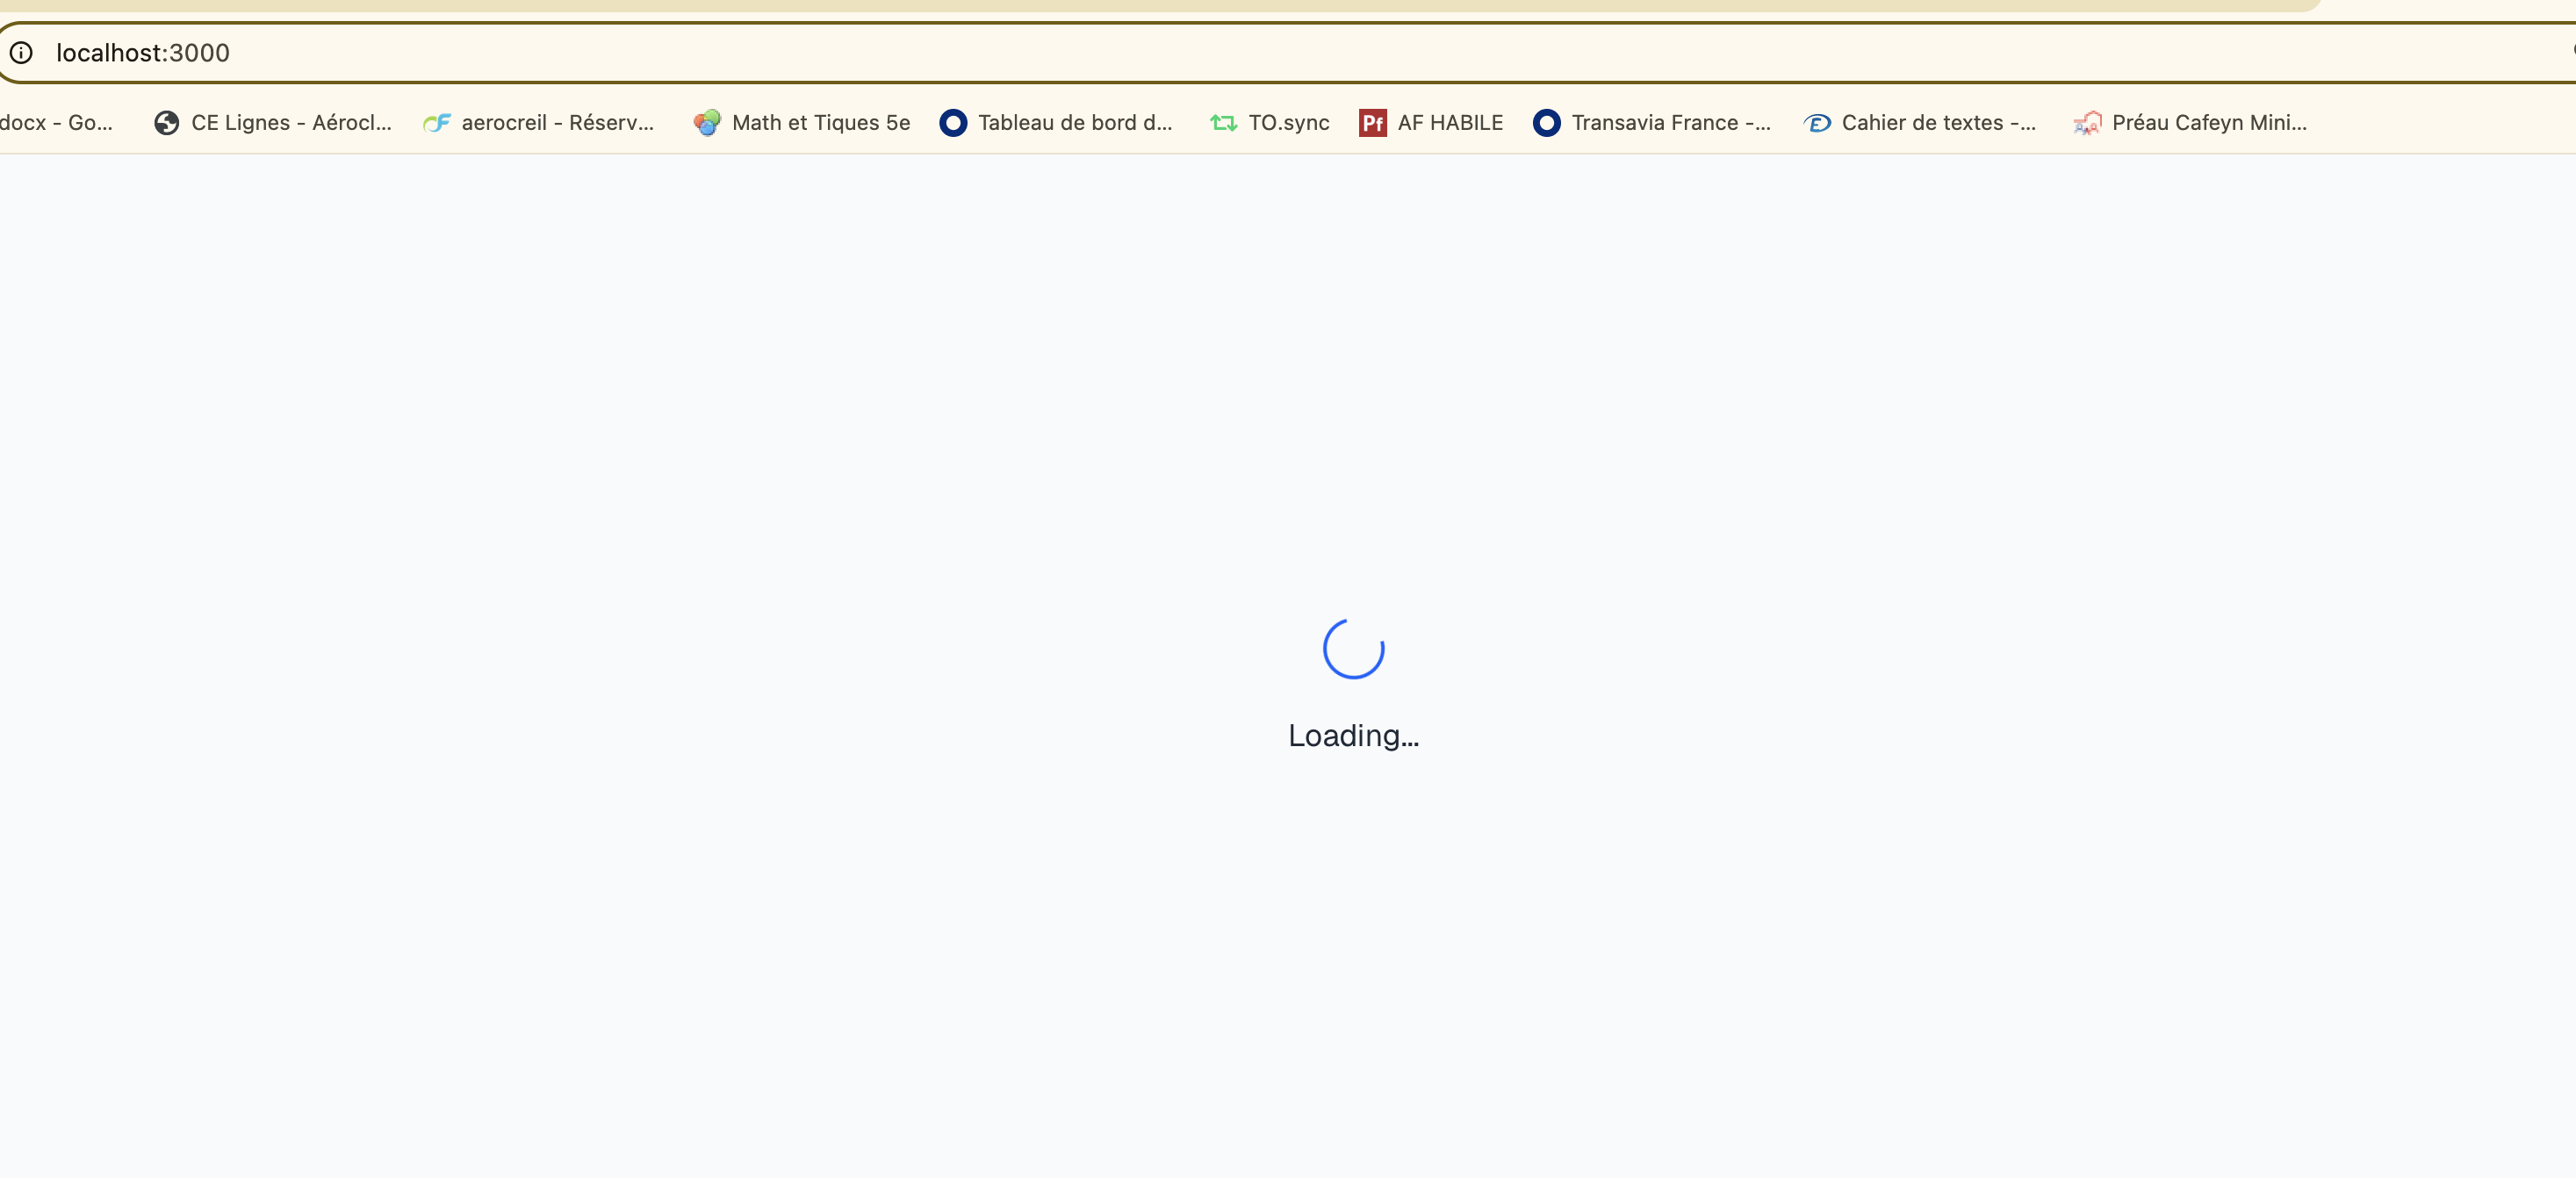 localhost:3000
docx - Go... CE Lignes - Aérocl... aerocreil - Réserv... Math et Tiques 5e Tableau de bord d... TO.sync Pf AF HABILE Transavia France -... Cahier de textes -... Préau Cafeyn Mini...
Loading...